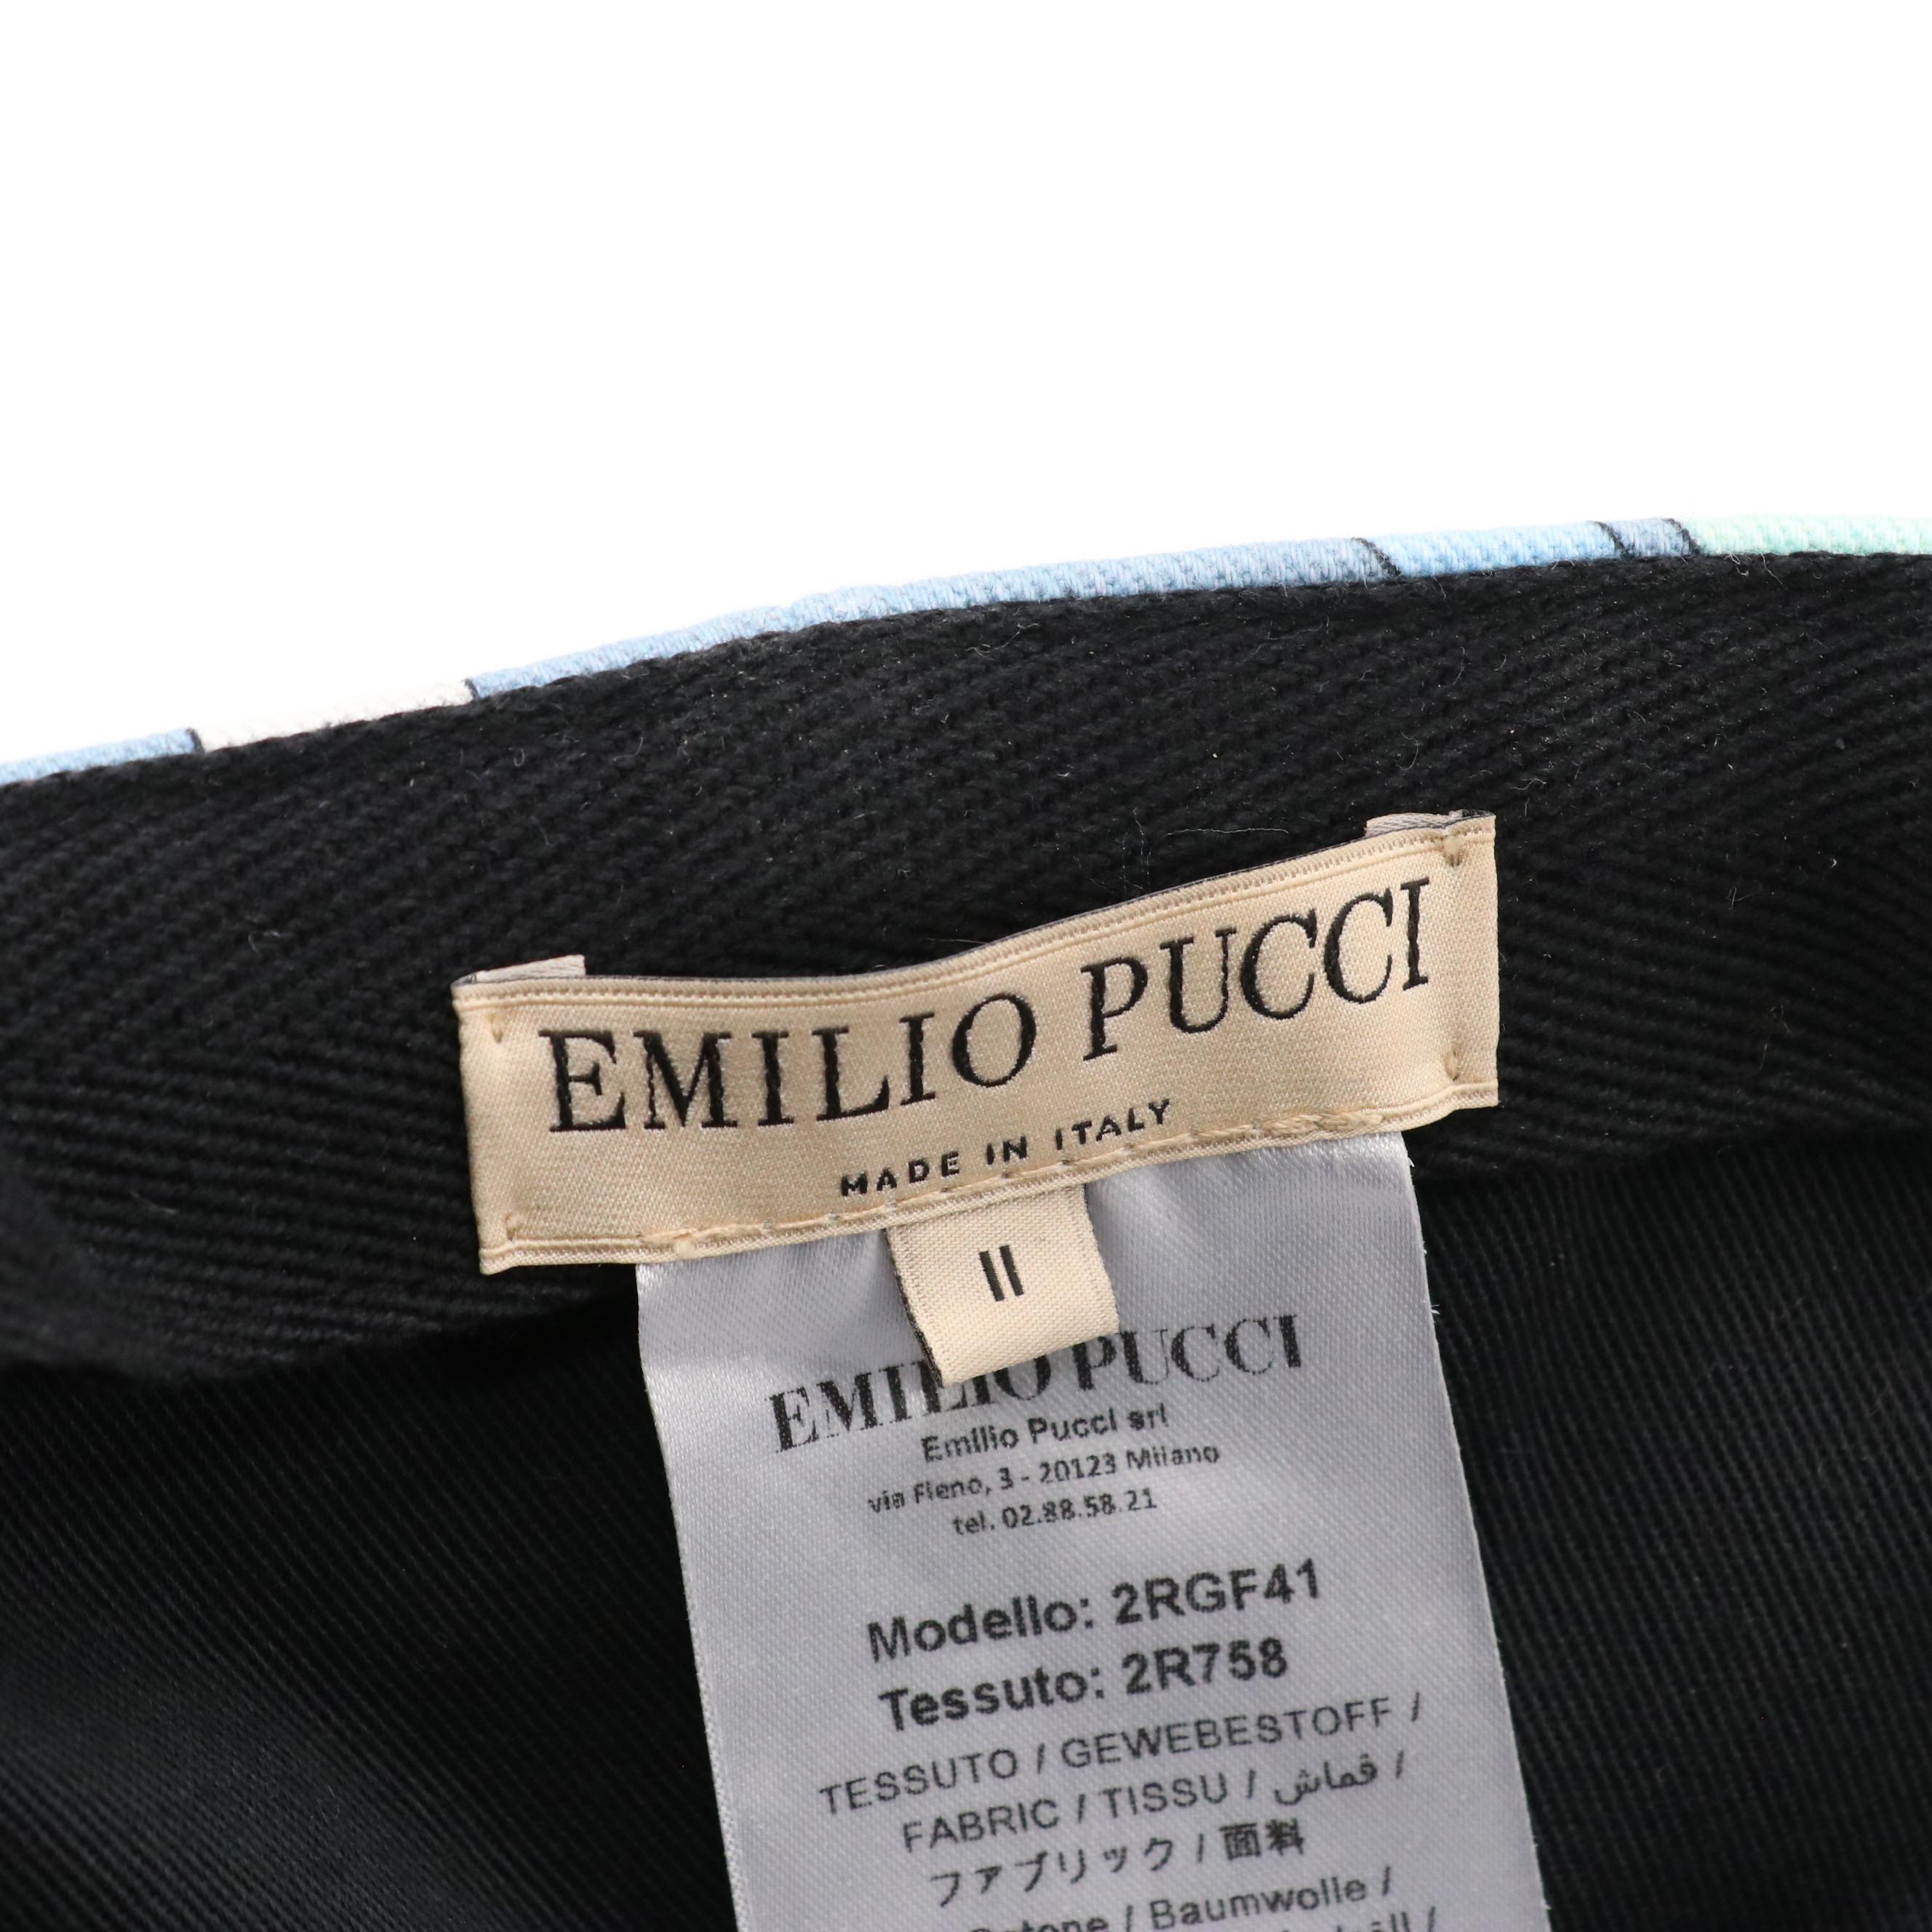 EMILIO PUCCI
MADE IN ITALY
II
EMILIO PUCCI
Emilio Pucci srl
via Fieno, 3 - 20123 Milano
tel. 02.88.58.21
Modello: 2RGF41
Tessuto: 2R758
TESSUTO / GEWEBESTOFF /
FABRIC / TISSU / قماش /
ファブリック / 面料
/ Baumwolle /